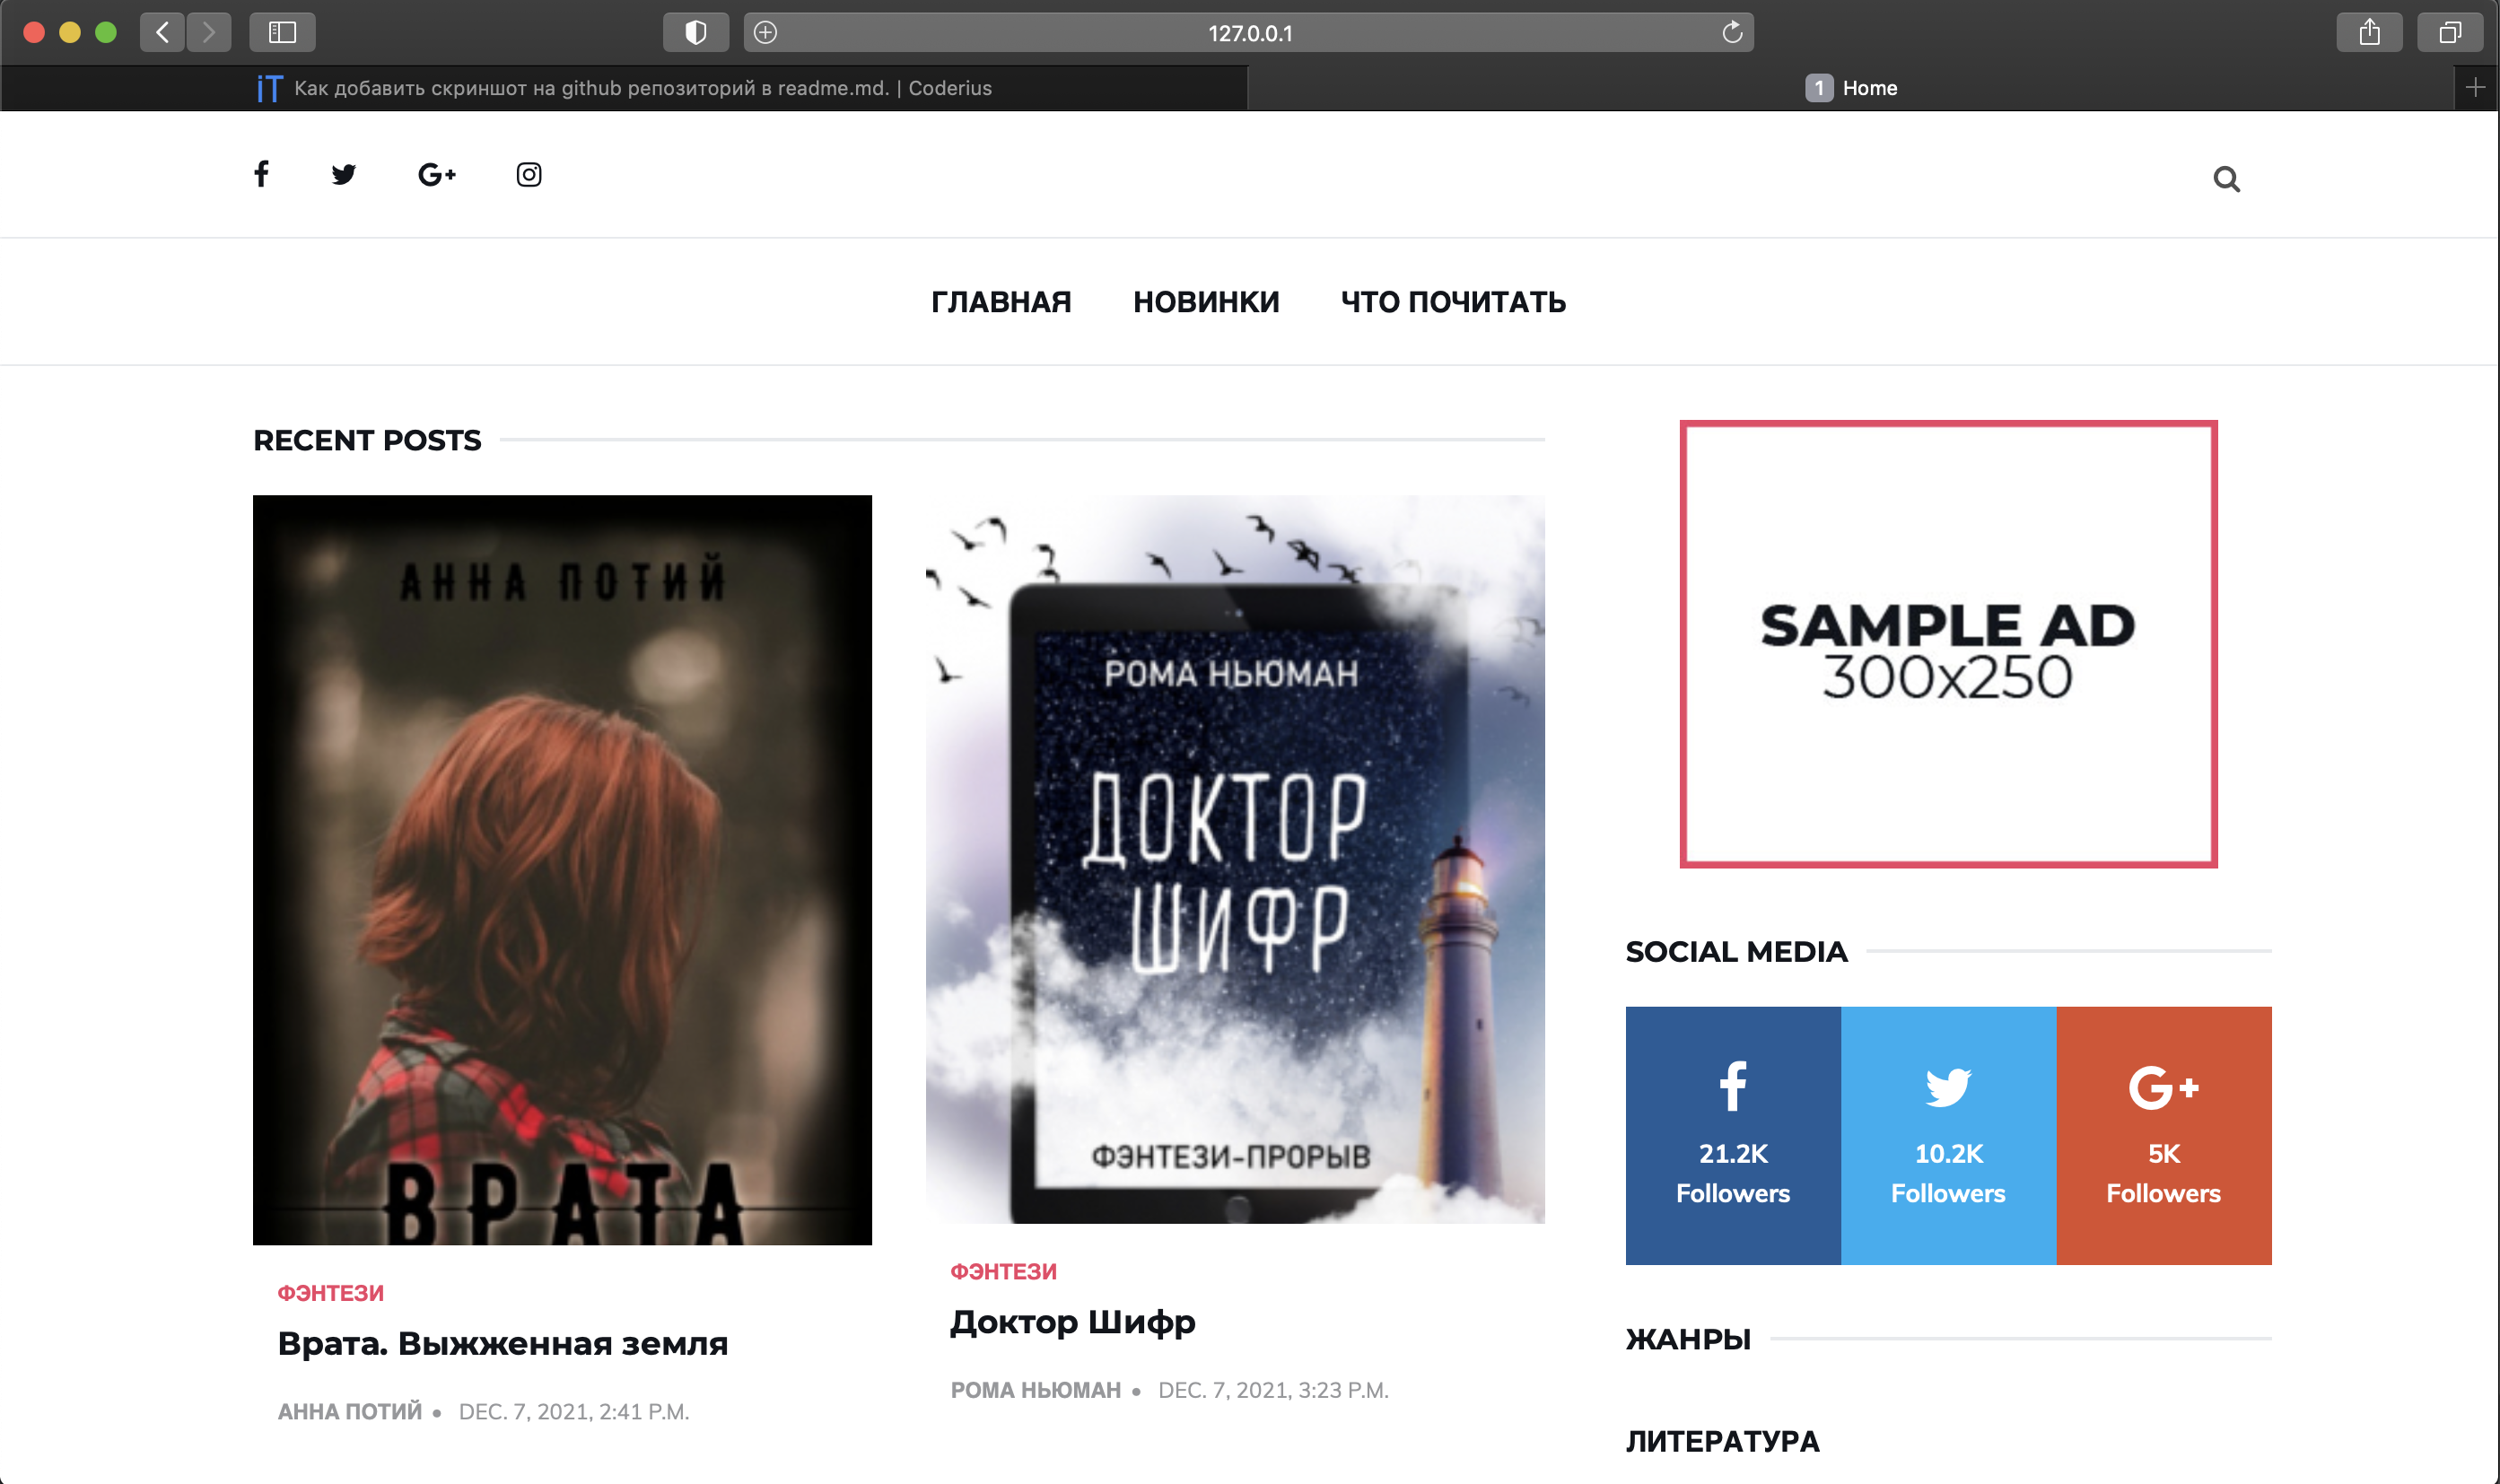 127.0.0.1
iT Как добавить скриншот на github репозиторий в readme.md. | Coderius
1 Home
ГЛАВНАЯ НОВИНКИ ЧТО ПОЧИТАТЬ
RECENT POSTS
АННА ПОТИЙ
ВРАТА
ФЭНТЕЗИ
Врата. Выжженная земля
АННА ПОТИЙ • DEC. 7, 2021, 2:41 P.M.
РОМА НЬЮМАН
ДОКТОР
ШИФР
ФЭНТЕЗИ-ПРОРЫВ
ФЭНТЕЗИ
Доктор Шифр
РОМА НЬЮМАН • DEC. 7, 2021, 3:23 P.M.
SAMPLE AD
300x250
SOCIAL MEDIA
21.2K
Followers
10.2K
Followers
G+
5K
Followers
ЖАНРЫ
ЛИТЕРАТУРА